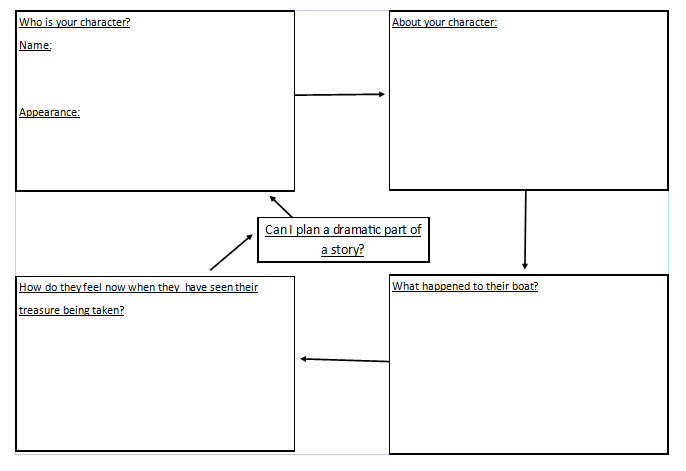 Who is your character?
Name:
Appearance:
About your character:
Can I plan a dramatic part of
a story?
What happened to their boat?
How do they feel now when they have seen their
treasure being taken?